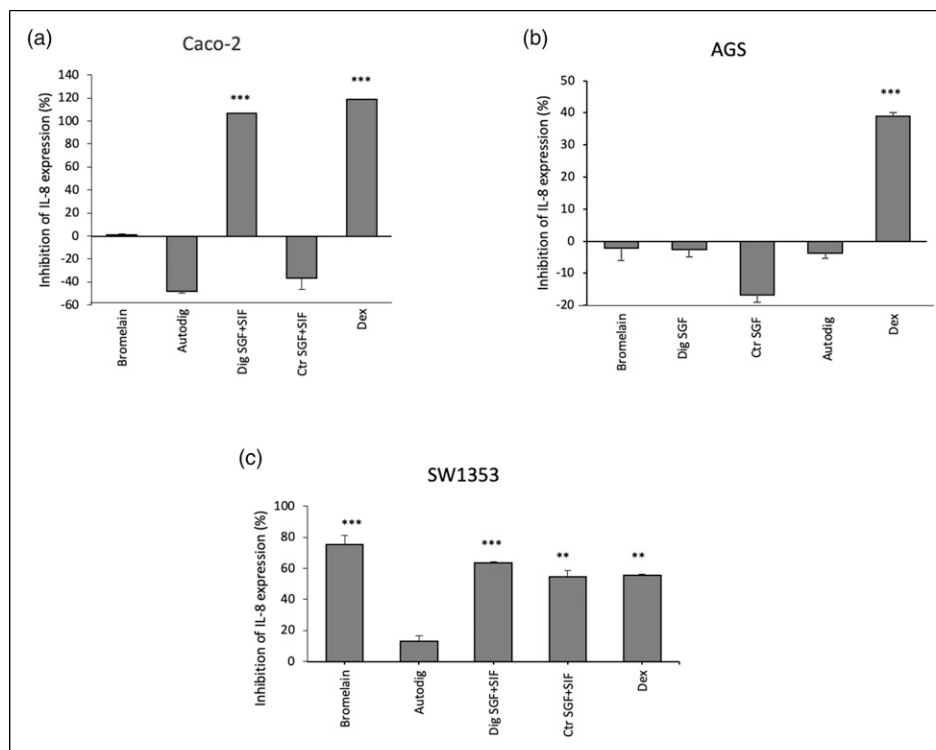 (a)
Caco-2
Inhibition of IL-8 expression (%)
140
120
100
80
60
40
20
0
-20
-40
-60
***
***
Bromelain
Autodig
Dig SGF+SIF
Ctr SGF+SIF
Dex
(b)
AGS
Inhibition of IL-8 expression (%)
50
40
30
20
10
0
-10
-20
***
Bromelain
Dig SGF
Ctr SGF
Autodig
Dex
(c)
SW1353
Inhibition of IL-8 expression (%)
100
80
60
40
20
0
***
***
**
**
Bromelain
Autodig
Dig SGF+SIF
Ctr SGF+SIF
Dex